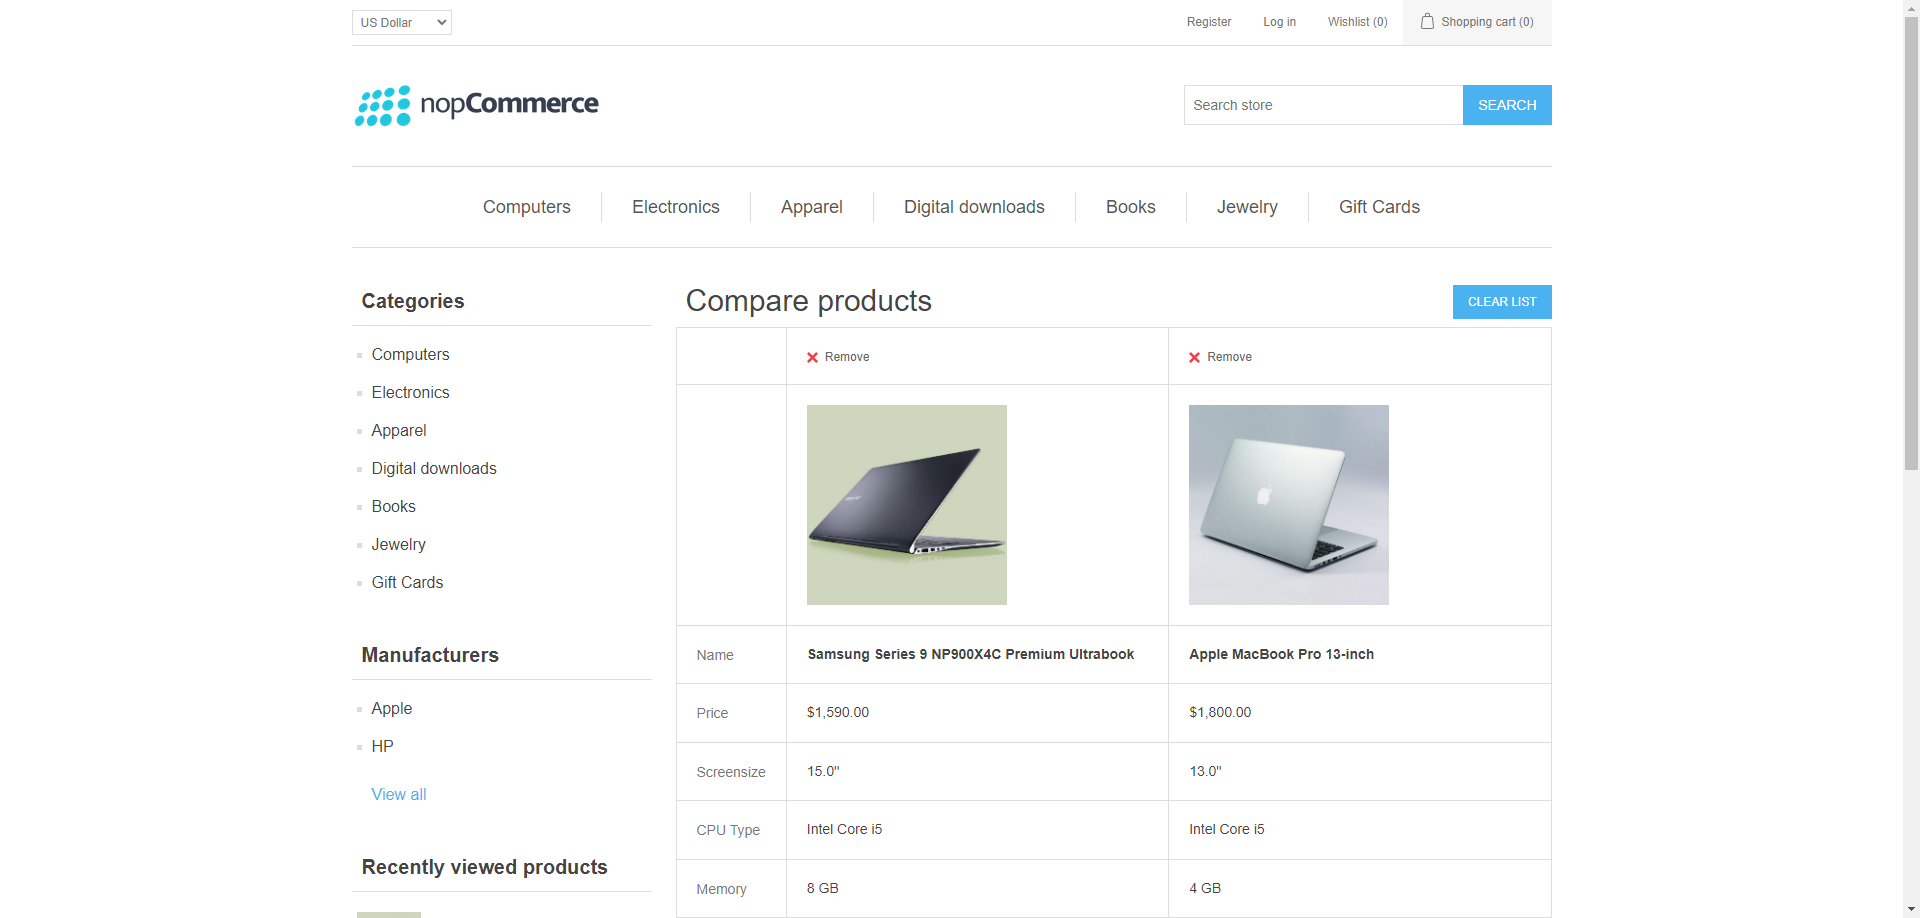 US Dollar
Register
Log in
Wishlist (0)
Shopping cart (0)
nopCommerce
Search store
SEARCH
Computers
Electronics
Apparel
Digital downloads
Books
Jewelry
Gift Cards
Categories
Computers
Electronics
Apparel
Digital downloads
Books
Jewelry
Gift Cards
Manufacturers
Apple
HP
View all
Recently viewed products
Compare products
CLEAR LIST
Remove
Remove
Name
Samsung Series 9 NP900X4C Premium Ultrabook
Apple MacBook Pro 13-inch
Price
$1,590.00
$1,800.00
Screensize
15.0"
13.0"
CPU Type
Intel Core i5
Intel Core i5
Memory
8 GB
4 GB